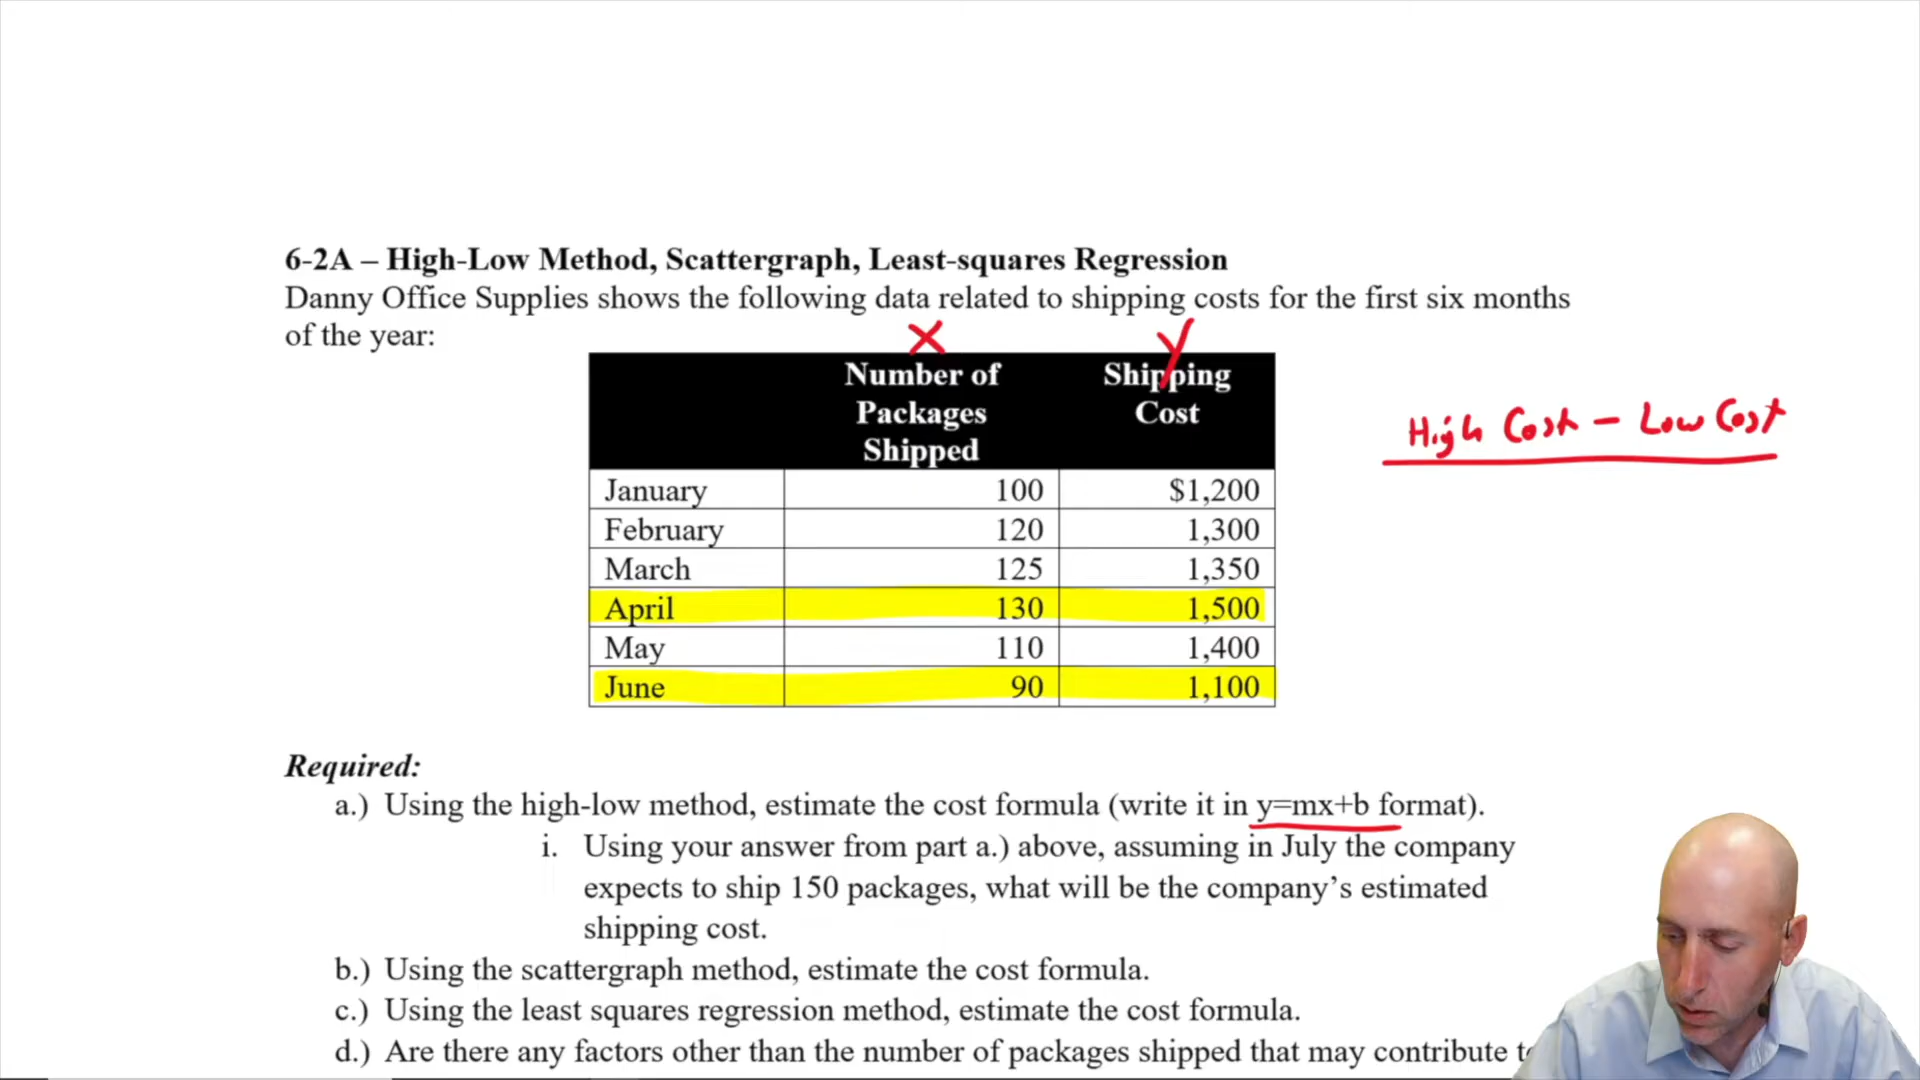 6-2A – High-Low Method, Scattergraph, Least-squares Regression
Danny Office Supplies shows the following data related to shipping costs for the first six months
of the year:
X Y
Number of Packages Shipped Shipping Cost
High Cost – Low Cost
January 100 $1,200
February 120 1,300
March 125 1,350
April 130 1,500
May 110 1,400
June 90 1,100
Required:
a.) Using the high-low method, estimate the cost formula (write it in y=mx+b format).
i. Using your answer from part a.) above, assuming in July the company
expects to ship 150 packages, what will be the company’s estimated
shipping cost.
b.) Using the scattergraph method, estimate the cost formula.
c.) Using the least squares regression method, estimate the cost formula.
d.) Are there any factors other than the number of packages shipped that may contribute